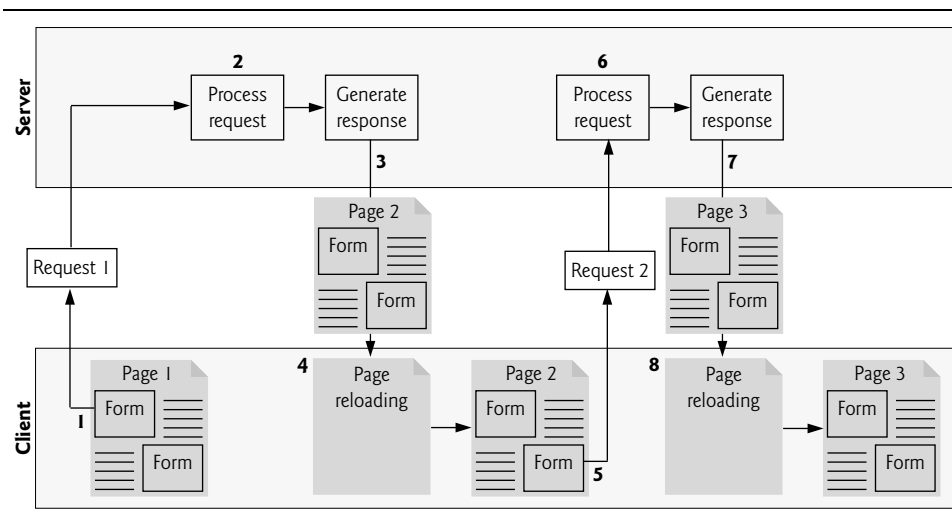 Server
2
Process
request
Generate
response
3
6
Process
request
Generate
response
7
Page 2
Form
Form
Page 3
Form
Form
Request 1
Request 2
Client
Page 1
Form
1
Form
4
Page
reloading
Page 2
Form
Form
5
8
Page
reloading
Page 3
Form
Form